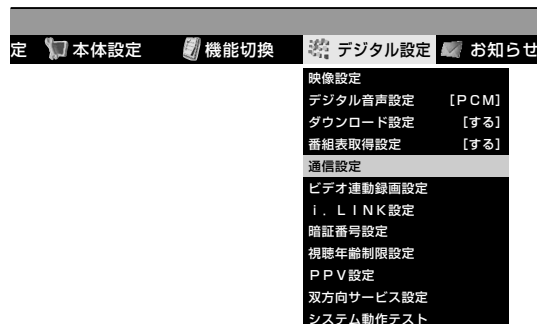 定 本体設定 機能切換 デジタル設定 お知らせ
映像設定
デジタル音声設定 [ＰＣＭ]
ダウンロード設定 [する]
番組表取得設定 [する]
通信設定
ビデオ連動録画設定
ｉ．ＬＩＮＫ設定
暗証番号設定
視聴年齢制限設定
ＰＰＶ設定
双方向サービス設定
システム動作テスト